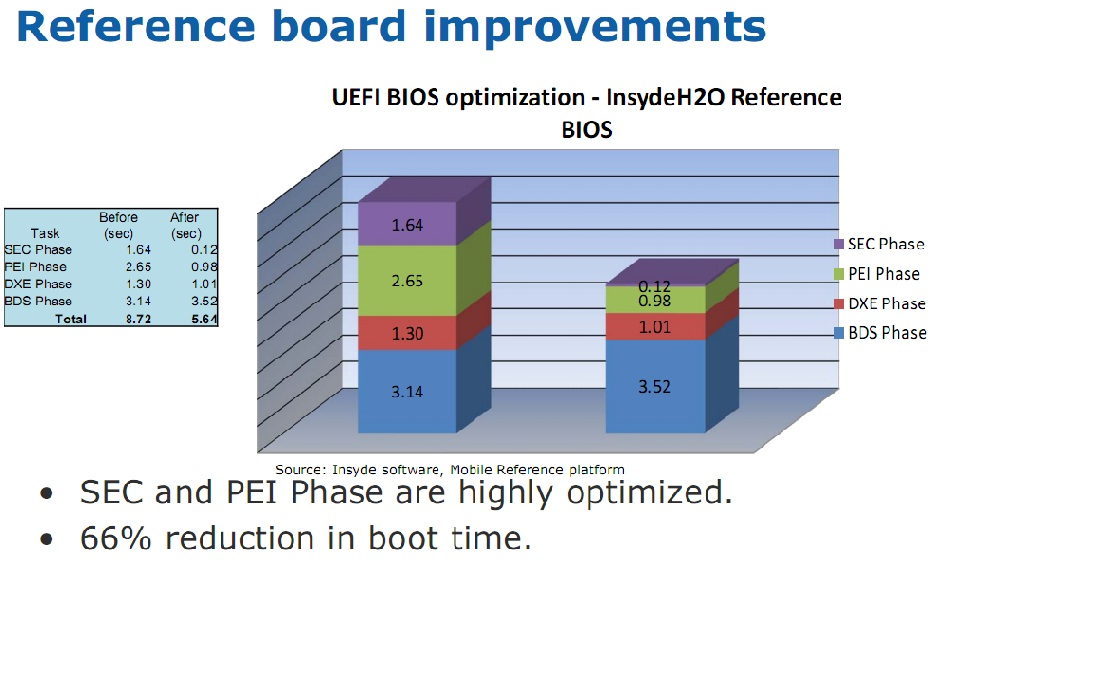 Reference board improvements
UEFI BIOS optimization - InsydeH2O Reference
BIOS
Before After
Task (sec) (sec)
SEC Phase 1.64 0.12
PEI Phase 2.65 0.98
DXE Phase 1.30 1.01
BDS Phase 3.14 3.52
Total 8.72 5.64
1.64
2.65
1.30
3.14
0.12
0.98
1.01
3.52
SEC Phase
PEI Phase
DXE Phase
BDS Phase
Source: Insyde software, Mobile Reference platform
• SEC and PEI Phase are highly optimized.
• 66% reduction in boot time.